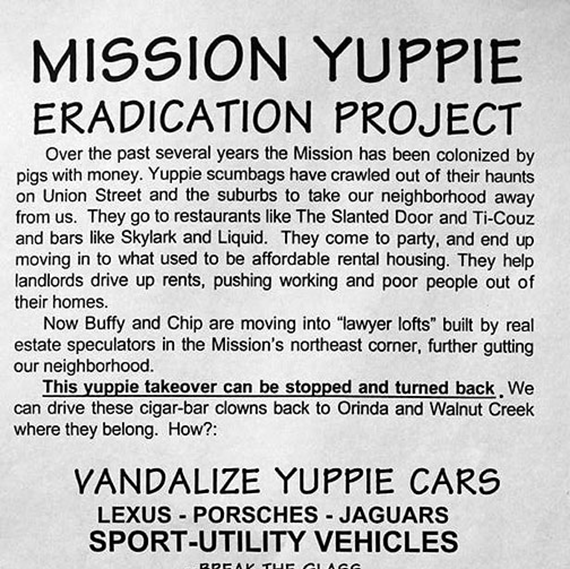 MISSION YUPPIE
ERADICATION PROJECT
Over the past several years the Mission has been colonized by
pigs with money. Yuppie scumbags have crawled out of their haunts
on Union Street and the suburbs to take our neighborhood away
from us. They go to restaurants like The Slanted Door and Ti-Couz
and bars like Skylark and Liquid. They come to party, and end up
moving in to what used to be affordable rental housing. They help
landlords drive up rents, pushing working and poor people out of
their homes.
Now Buffy and Chip are moving into “lawyer lofts” built by real
estate speculators in the Mission's northeast corner, further gutting
our neighborhood.
This yuppie takeover can be stopped and turned back. We
can drive these cigar-bar clowns back to Orinda and Walnut Creek
where they belong. How?:
VANDALIZE YUPPIE CARS
LEXUS - PORSCHES - JAGUARS
SPORT-UTILITY VEHICLES
BREAK THE GLASS